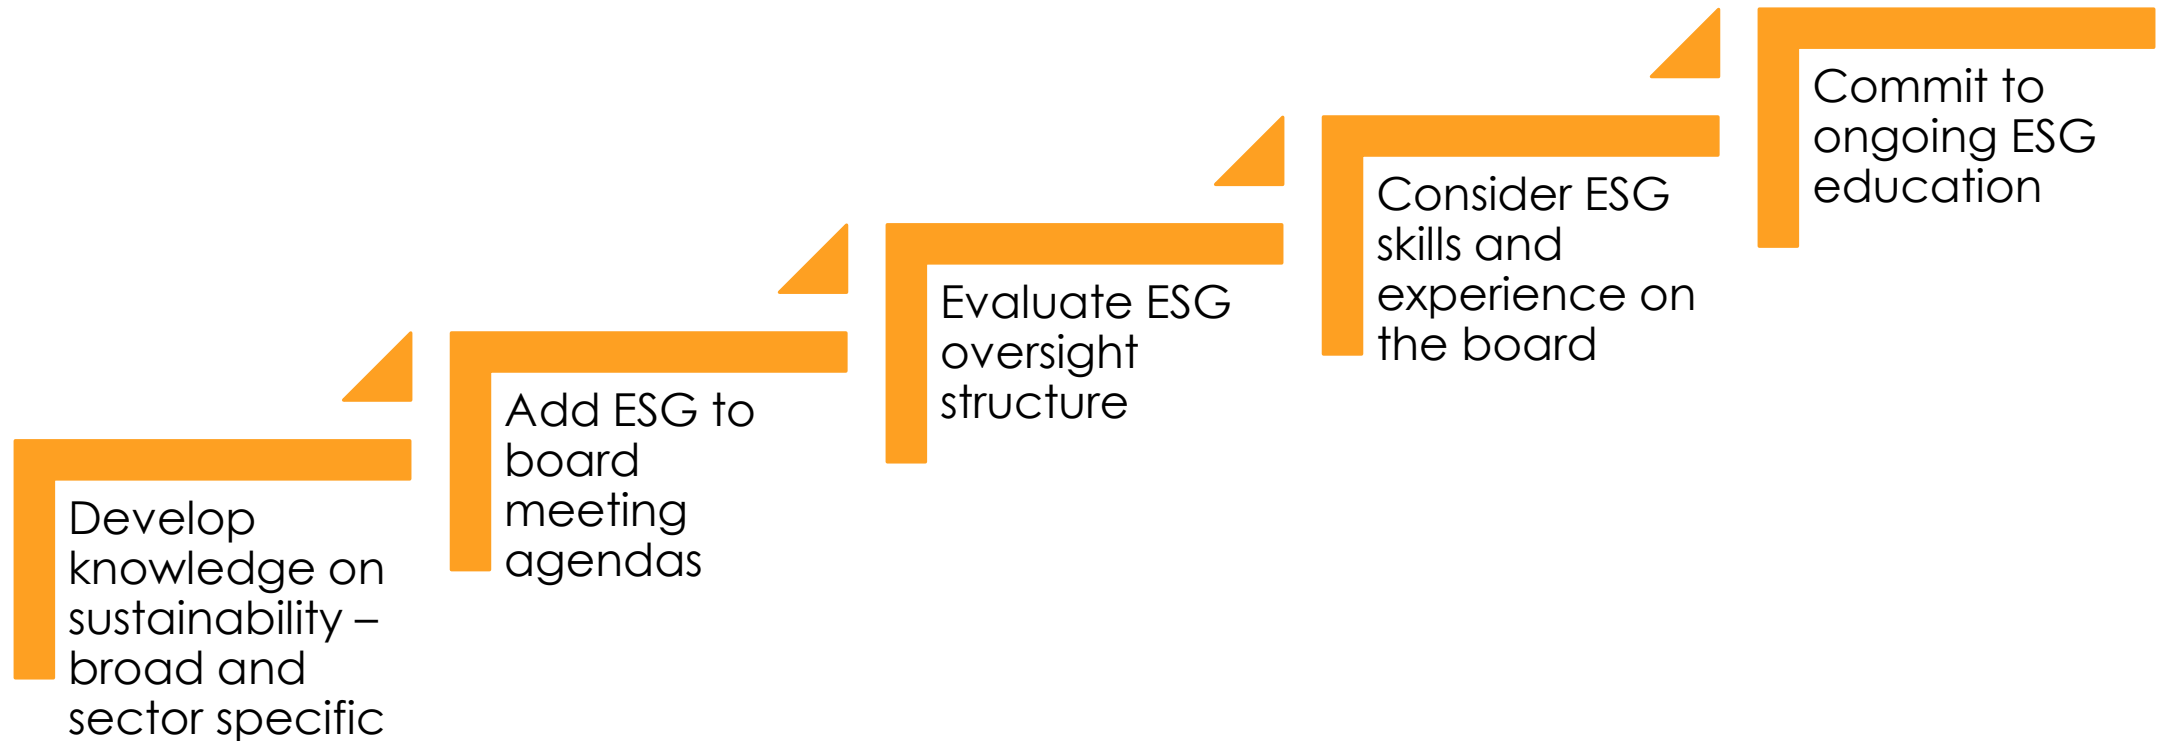 Develop
knowledge on
sustainability –
broad and
sector specific
Add ESG to
board
meeting
agendas
Evaluate ESG
oversight
structure
Consider ESG
skills and
experience on
the board
Commit to
ongoing ESG
education